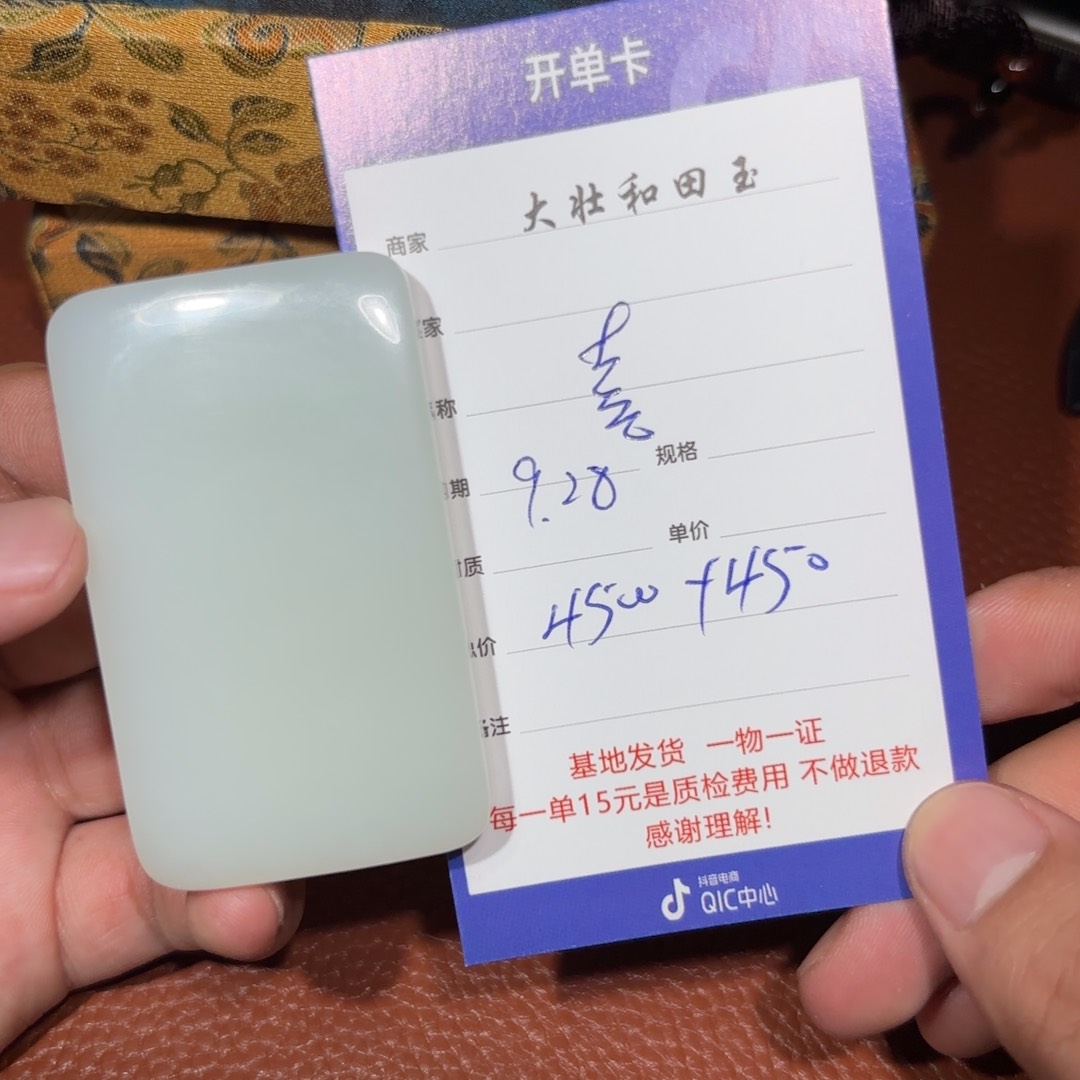 开单卡
商家 大壮和田玉
家
称
期 9.28 规格
质 单价
价 4500+450
备注
基地发货 一物一证
每一单15元是质检费用 不做退款
感谢理解!
抖音电商
QIC中心